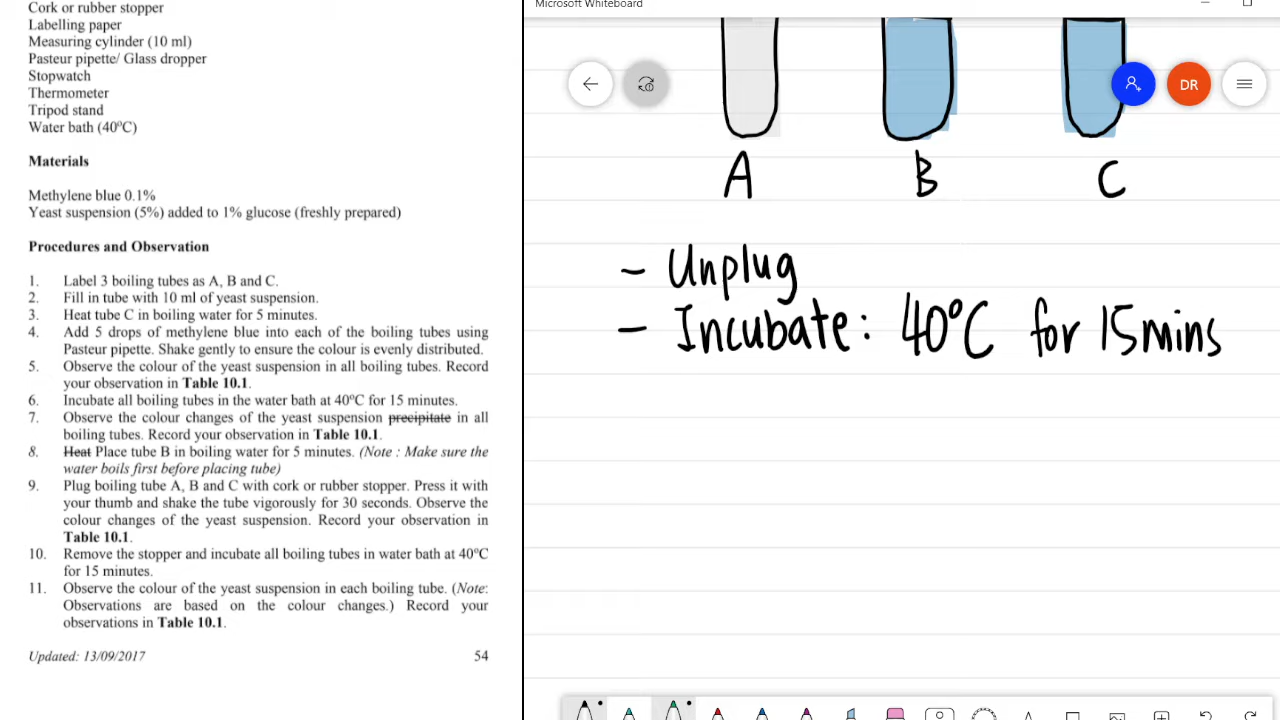 Cork or rubber stopper
Labelling paper
Measuring cylinder (10 ml)
Pasteur pipette/ Glass dropper
Stopwatch
Thermometer
Tripod stand
Water bath (40ºC)
Materials
Methylene blue 0.1%
Yeast suspension (5%) added to 1% glucose (freshly prepared)
Procedures and Observation
1. Label 3 boiling tubes as A, B and C.
2. Fill in tube with 10 ml of yeast suspension.
3. Heat tube C in boiling water for 5 minutes.
4. Add 5 drops of methylene blue into each of the boiling tubes using
Pasteur pipette. Shake gently to ensure the colour is evenly distributed.
5. Observe the colour of the yeast suspension in all boiling tubes. Record
your observation in Table 10.1.
6. Incubate all boiling tubes in the water bath at 40ºC for 15 minutes.
7. Observe the colour changes of the yeast suspension precipitate in all
boiling tubes. Record your observation in Table 10.1.
8. Heat Place tube B in boiling water for 5 minutes. (Note : Make sure the
water boils first before placing tube)
9. Plug boiling tube A, B and C with cork or rubber stopper. Press it with
your thumb and shake the tube vigorously for 30 seconds. Observe the
colour changes of the yeast suspension. Record your observation in
Table 10.1.
10. Remove the stopper and incubate all boiling tubes in water bath at 40ºC
for 15 minutes.
11. Observe the colour of the yeast suspension in each boiling tube. (Note:
Observations are based on the colour changes.) Record your
observations in Table 10.1.
Updated: 13/09/2017 54
Microsoft Whiteboard
DR
A B C
- Unplug
- Incubate: 40ºC for 15mins